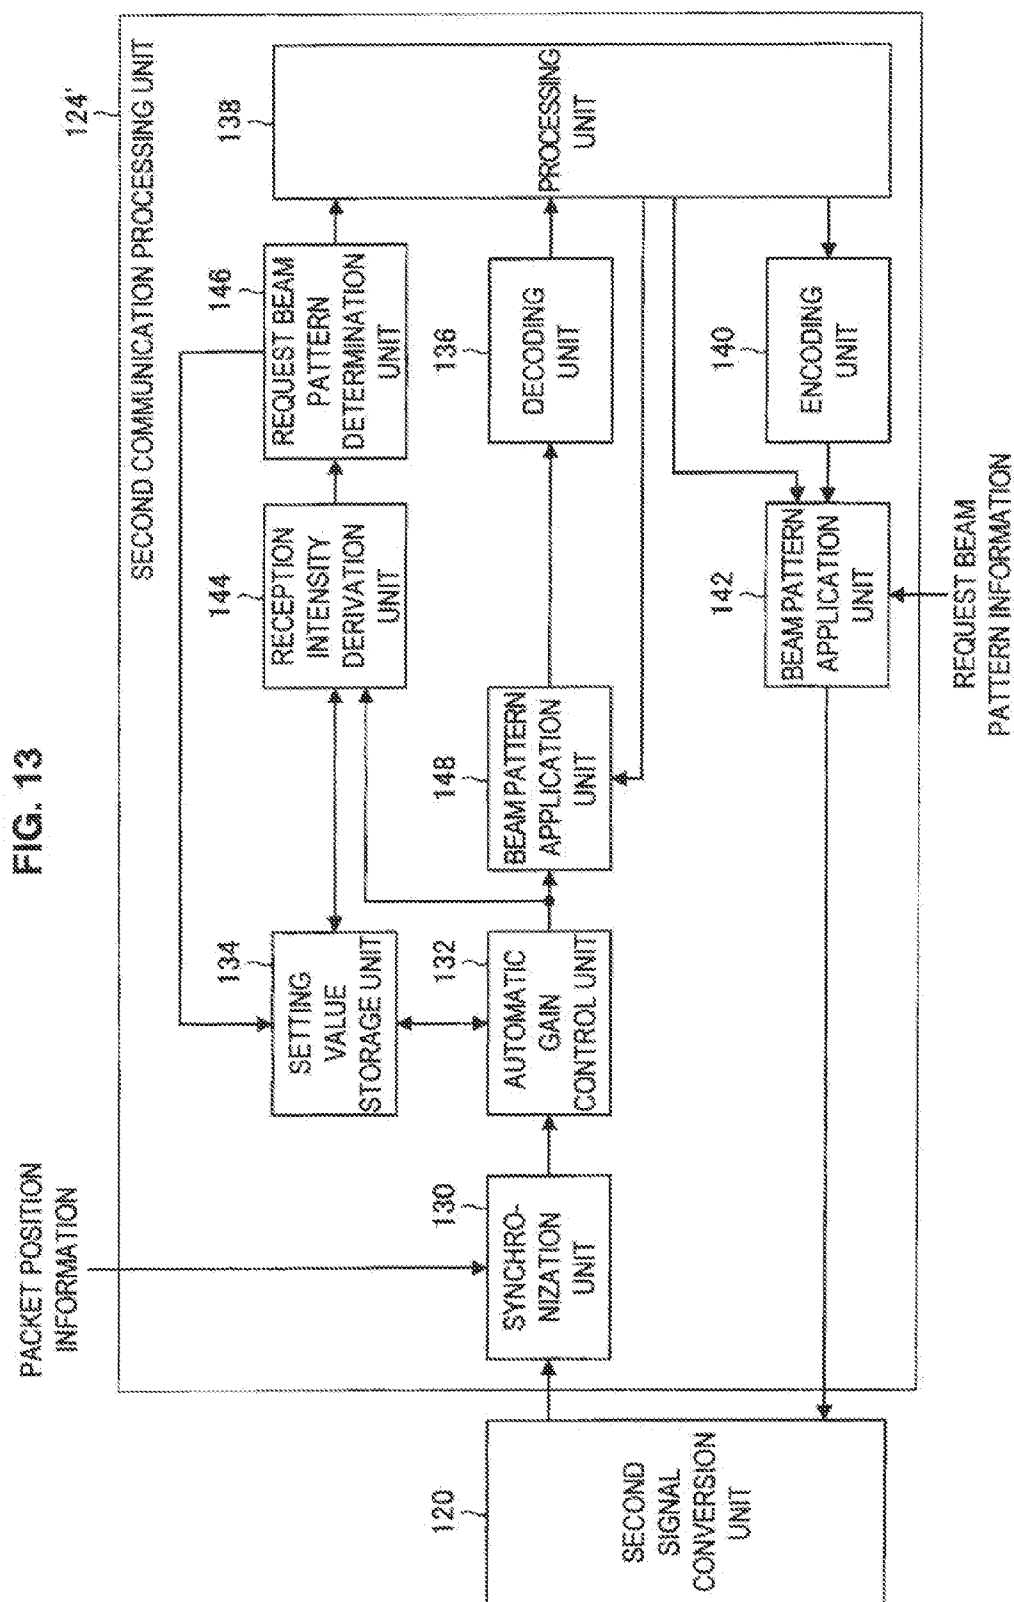 FIG. 13
124'
SECOND COMMUNICATION PROCESSING UNIT
PACKET POSITION
INFORMATION
134
SETTING
VALUE
STORAGE UNIT
144
RECEPTION
INTENSITY
DERIVATION
UNIT
146
REQUEST BEAM
PATTERN
DETERMINATION
UNIT
138
PROCESSING
UNIT
120
SECOND
SIGNAL
CONVERSION
UNIT
130
SYNCHRO-
NIZATION
UNIT
132
AUTOMATIC
GAIN
CONTROL UNIT
148
BEAM PATTERN
APPLICATION
UNIT
136
DECODING
UNIT
142
BEAM PATTERN
APPLICATION
UNIT
140
ENCODING
UNIT
REQUEST BEAM
PATTERN INFORMATION